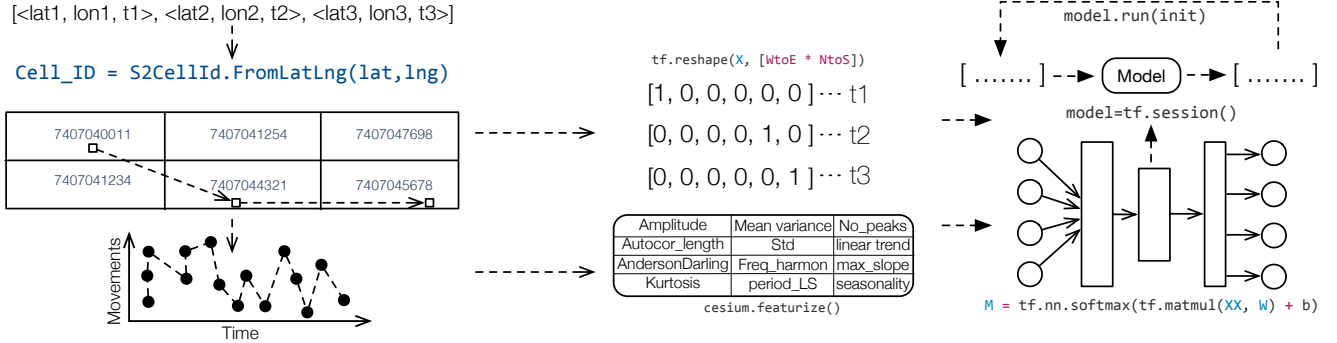 [<lat1, lon1, t1>, <lat2, lon2, t2>, <lat3, lon3, t3>]
Cell_ID = S2CellId.FromLatLng(lat,lng)
7407040011 7407041254 7407047698
7407041234 7407044321 7407045678
Movements
Time
tf.reshape(X, [WtoE * NtoS])
[1, 0, 0, 0, 0, 0] ··· t1
[0, 0, 0, 0, 1, 0] ··· t2
[0, 0, 0, 0, 0, 1] ··· t3
Amplitude Mean variance No_peaks
Autocor_length Std linear trend
AndersonDarling Freq_harmon max_slope
Kurtosis period_LS seasonality
cesium.featurize()
model.run(init)
[ ....... ] Model [ ....... ]
model=tf.session()
M = tf.nn.softmax(tf.matmul(XX, W) + b)